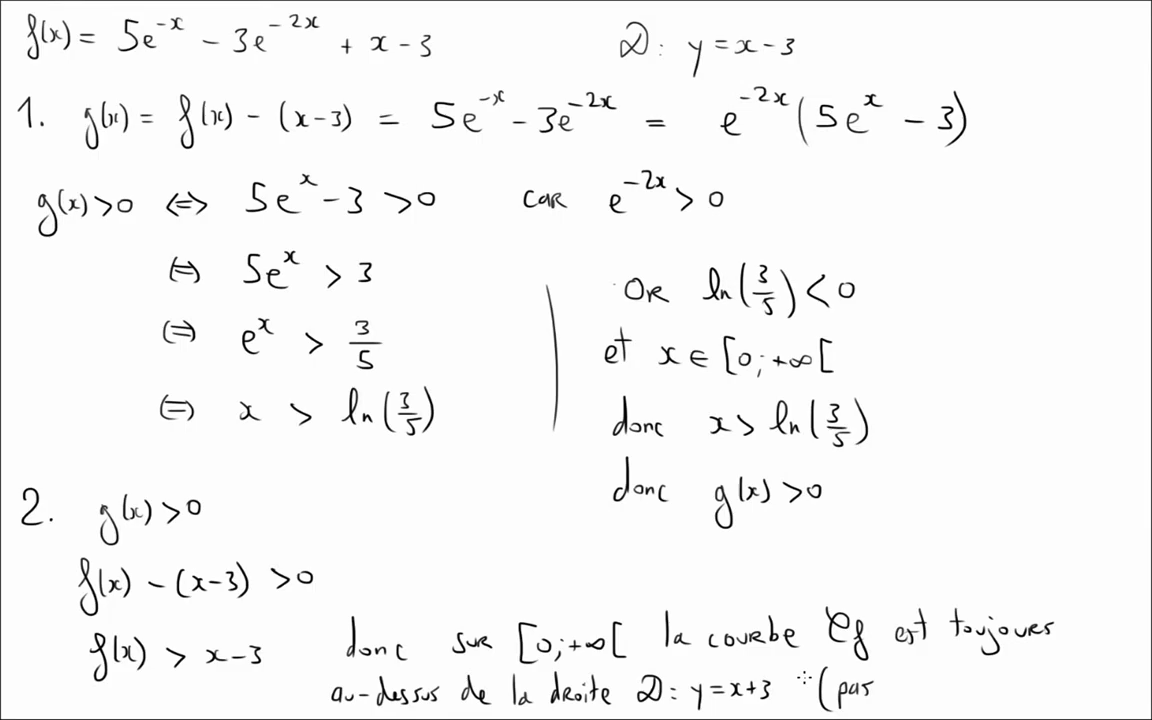 f(x) = 5e^{-x} - 3e^{-2x} + x - 3    𝒟: y = x - 3
1. g(x) = f(x) - (x-3) = 5e^{-x} - 3e^{-2x} = e^{-2x}(5e^{x} - 3)
g(x) > 0 ⇔ 5e^{x} - 3 > 0    car e^{-2x} > 0
⇔ 5e^{x} > 3
⇔ e^{x} > 3/5
⇔ x > ln(3/5)
Or ln(3/5) < 0
et x ∈ [0; +∞[
donc x > ln(3/5)
donc g(x) > 0
2. g(x) > 0
f(x) - (x-3) > 0
f(x) > x-3    donc sur [0; +∞[ la courbe 𝒞f est toujours
au-dessus de la droite 𝒟: y = x+3 (par